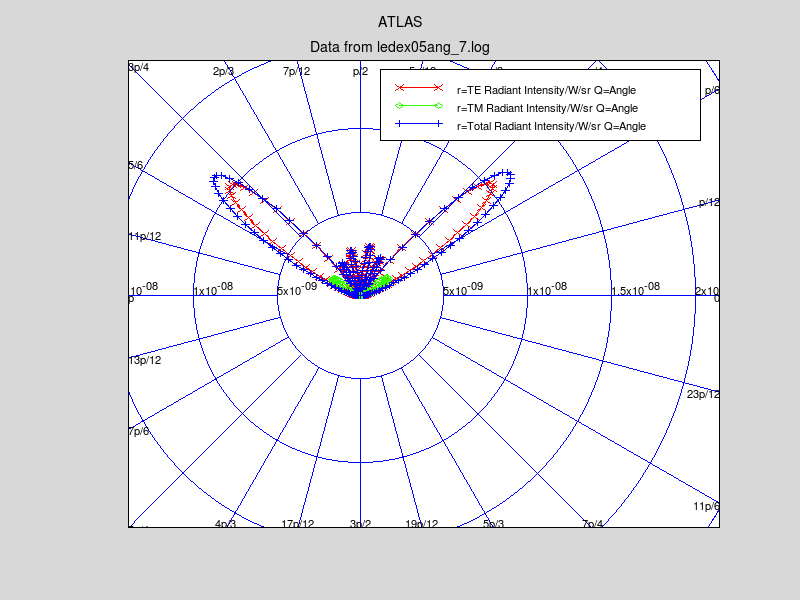 ATLAS
Data from ledex05ang_7.log
3p/4
2p/3
7p/12
p/2
r=TE Radiant Intensity/W/sr Q=Angle
r=TM Radiant Intensity/W/sr Q=Angle
r=Total Radiant Intensity/W/sr Q=Angle
p/6
5/6
p/12
11p/12
10-08
1x10-08
5x10-09
5x10-09
1x10-08
1.5x10-08
2x10
p
0
13p/12
23p/12
7p/6
11p/6
4p/3
17p/12
3p/2
19p/12
5p/3
7p/4